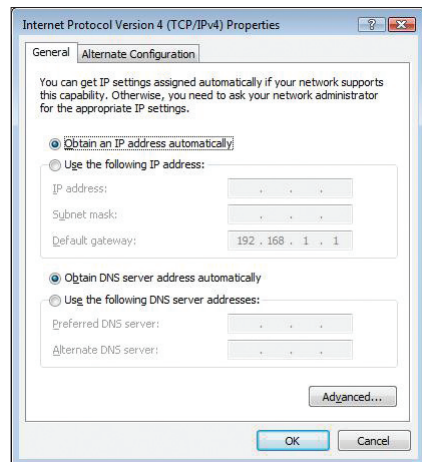 Internet Protocol Version 4 (TCP/IPv4) Properties
General
Alternate Configuration
You can get IP settings assigned automatically if your network supports
this capability. Otherwise, you need to ask your network administrator
for the appropriate IP settings.
Obtain an IP address automatically
Use the following IP address:
IP address:
Subnet mask:
Default gateway: 192 . 168 . 1 . 1
Obtain DNS server address automatically
Use the following DNS server addresses:
Preferred DNS server:
Alternate DNS server:
Advanced...
OK Cancel